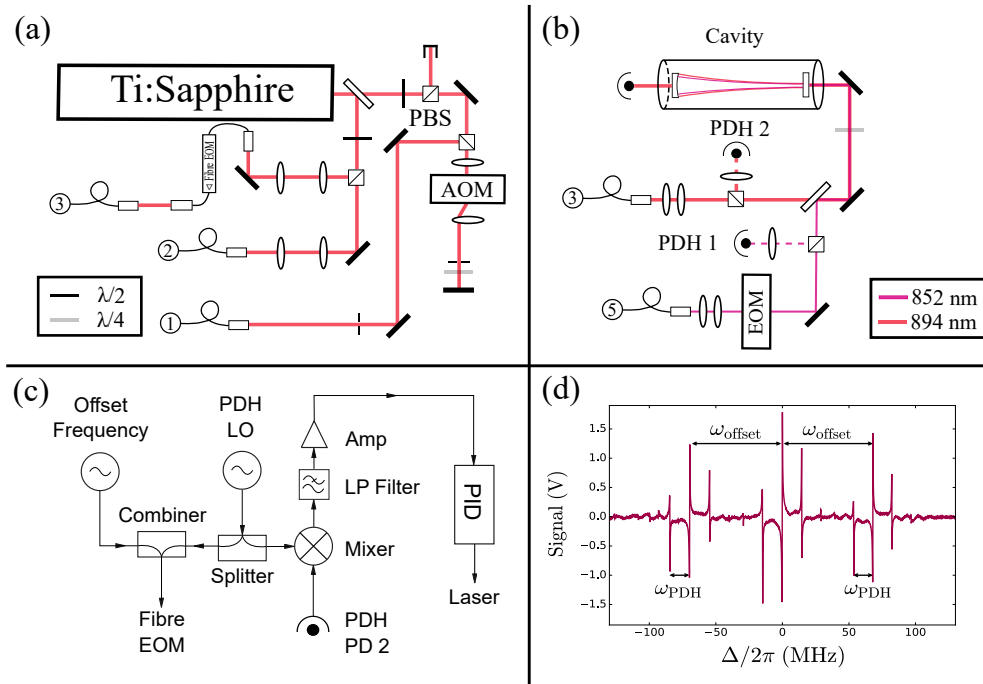 (a)
Ti:Sapphire
PBS
Fibre EOM
AOM
3
2
1
λ/2
λ/4
(b)
Cavity
PDH 2
3
PDH 1
5
EOM
852 nm
894 nm
(c)
Offset
Frequency
PDH
LO
Amp
LP Filter
PID
Combiner
Splitter
Mixer
Laser
Fibre
EOM
PDH
PD 2
(d)
ω_offset
ω_offset
1.5
1.0
0.5
0.0
−0.5
−1.0
−1.5
Signal (V)
ω_PDH
ω_PDH
−100
−50
0
50
100
Δ/2π (MHz)